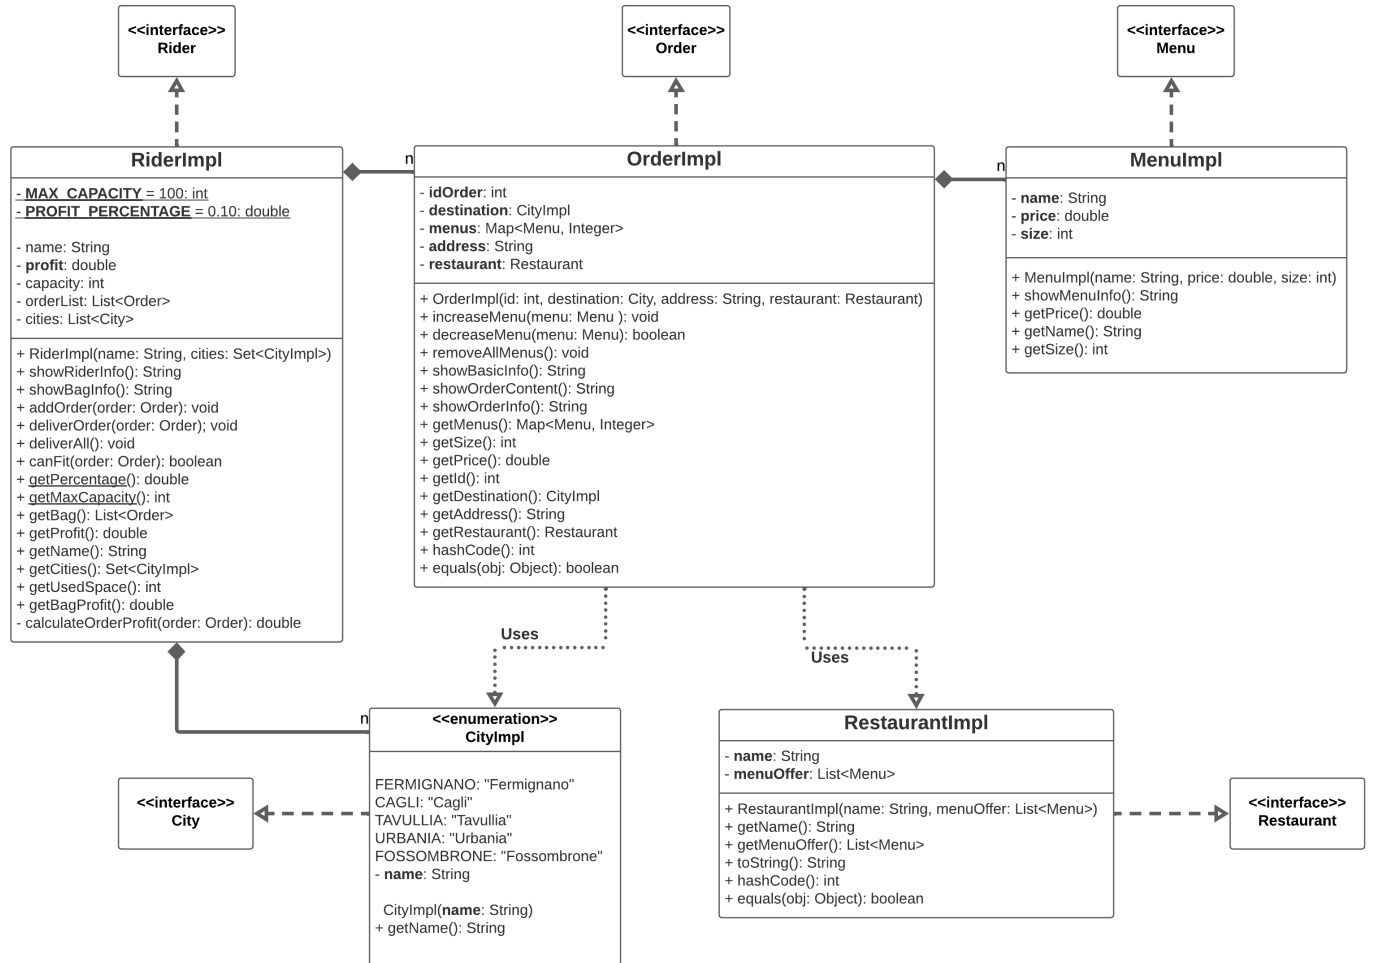 <<interface>>
Rider
<<interface>>
Order
<<interface>>
Menu
RiderImpl
- MAX_CAPACITY = 100: int
- PROFIT_PERCENTAGE = 0.10: double
- name: String
- profit: double
- capacity: int
- orderList: List<Order>
- cities: List<City>
+ RiderImpl(name: String, cities: Set<CityImpl>)
+ showRiderInfo(): String
+ showBagInfo(): String
+ addOrder(order: Order): void
+ deliverOrder(order: Order); void
+ deliverAll(): void
+ canFit(order: Order): boolean
+ getPercentage(): double
+ getMaxCapacity(): int
+ getBag(): List<Order>
+ getProfit(): double
+ getName(): String
+ getCities(): Set<CityImpl>
+ getUsedSpace(): int
+ getBagProfit(): double
- calculateOrderProfit(order: Order): double
n
OrderImpl
- idOrder: int
- destination: CityImpl
- menus: Map<Menu, Integer>
- address: String
- restaurant: Restaurant
+ OrderImpl(id: int, destination: City, address: String, restaurant: Restaurant)
+ increaseMenu(menu: Menu ): void
+ decreaseMenu(menu: Menu): boolean
+ removeAllMenus(): void
+ showBasicInfo(): String
+ showOrderContent(): String
+ showOrderInfo(): String
+ getMenus(): Map<Menu, Integer>
+ getSize(): int
+ getPrice(): double
+ getId(): int
+ getDestination(): CityImpl
+ getAddress(): String
+ getRestaurant(): Restaurant
+ hashCode(): int
+ equals(obj: Object): boolean
n
MenuImpl
- name: String
- price: double
- size: int
+ MenuImpl(name: String, price: double, size: int)
+ showMenuInfo(): String
+ getPrice(): double
+ getName(): String
+ getSize(): int
Uses
Uses
n
<<enumeration>>
CityImpl
FERMIGNANO: "Fermignano"
CAGLI: "Cagli"
TAVULLIA: "Tavullia"
URBANIA: "Urbania"
FOSSOMBRONE: "Fossombrone"
- name: String
CityImpl(name: String)
+ getName(): String
<<interface>>
City
RestaurantImpl
- name: String
- menuOffer: List<Menu>
+ RestaurantImpl(name: String, menuOffer: List<Menu>)
+ getName(): String
+ getMenuOffer(): List<Menu>
+ toString(): String
+ hashCode(): int
+ equals(obj: Object): boolean
<<interface>>
Restaurant